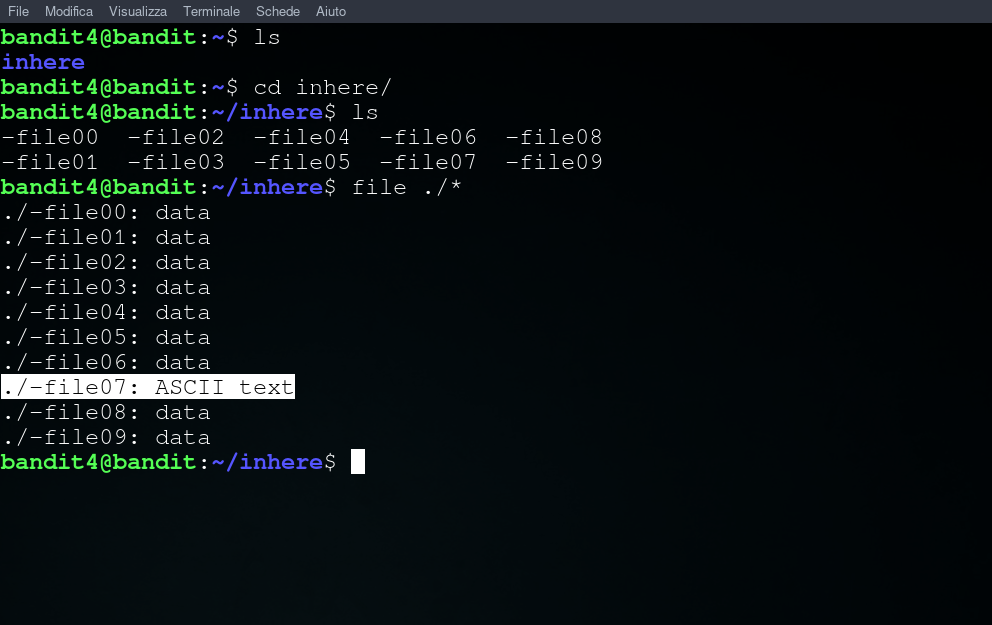 File Modifica Visualizza Terminale Schede Aiuto
bandit4@bandit:~$ ls
inhere
bandit4@bandit:~$ cd inhere/
bandit4@bandit:~/inhere$ ls
-file00  -file02  -file04  -file06  -file08
-file01  -file03  -file05  -file07  -file09
bandit4@bandit:~/inhere$ file ./*
./-file00: data
./-file01: data
./-file02: data
./-file03: data
./-file04: data
./-file05: data
./-file06: data
./-file07: ASCII text
./-file08: data
./-file09: data
bandit4@bandit:~/inhere$